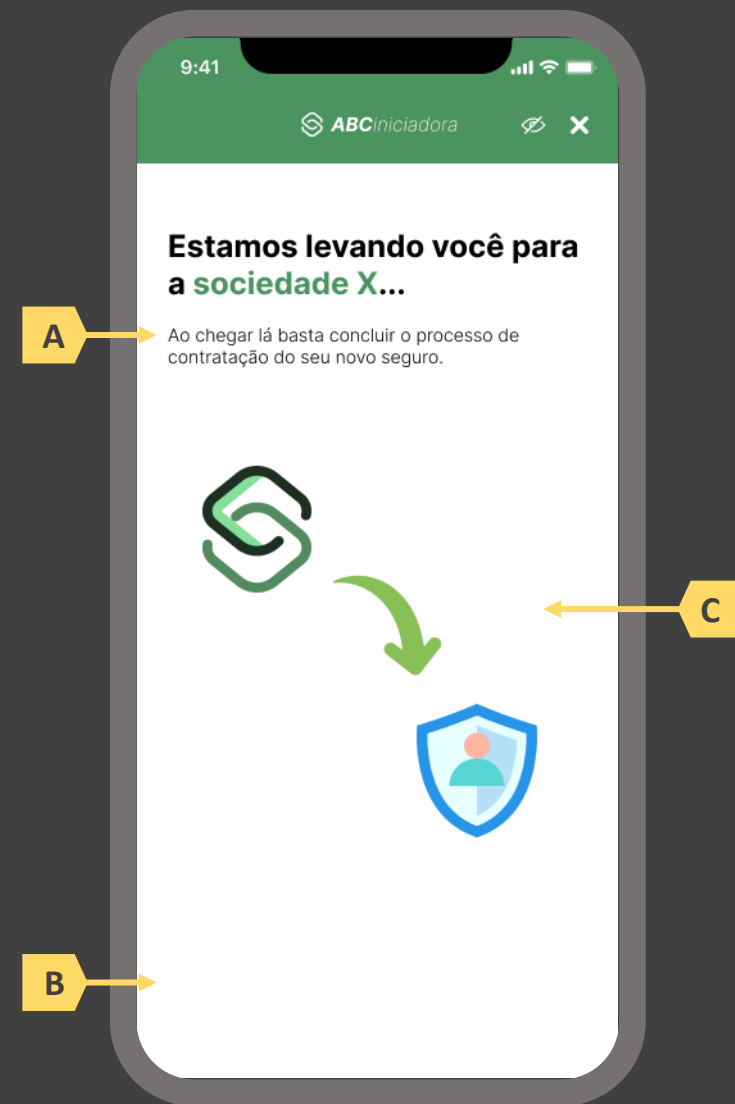 9:41
ABCiniciadora
Estamos levando você para
a sociedade X...
A
Ao chegar lá basta concluir o processo de
contratação do seu novo seguro.
C
B